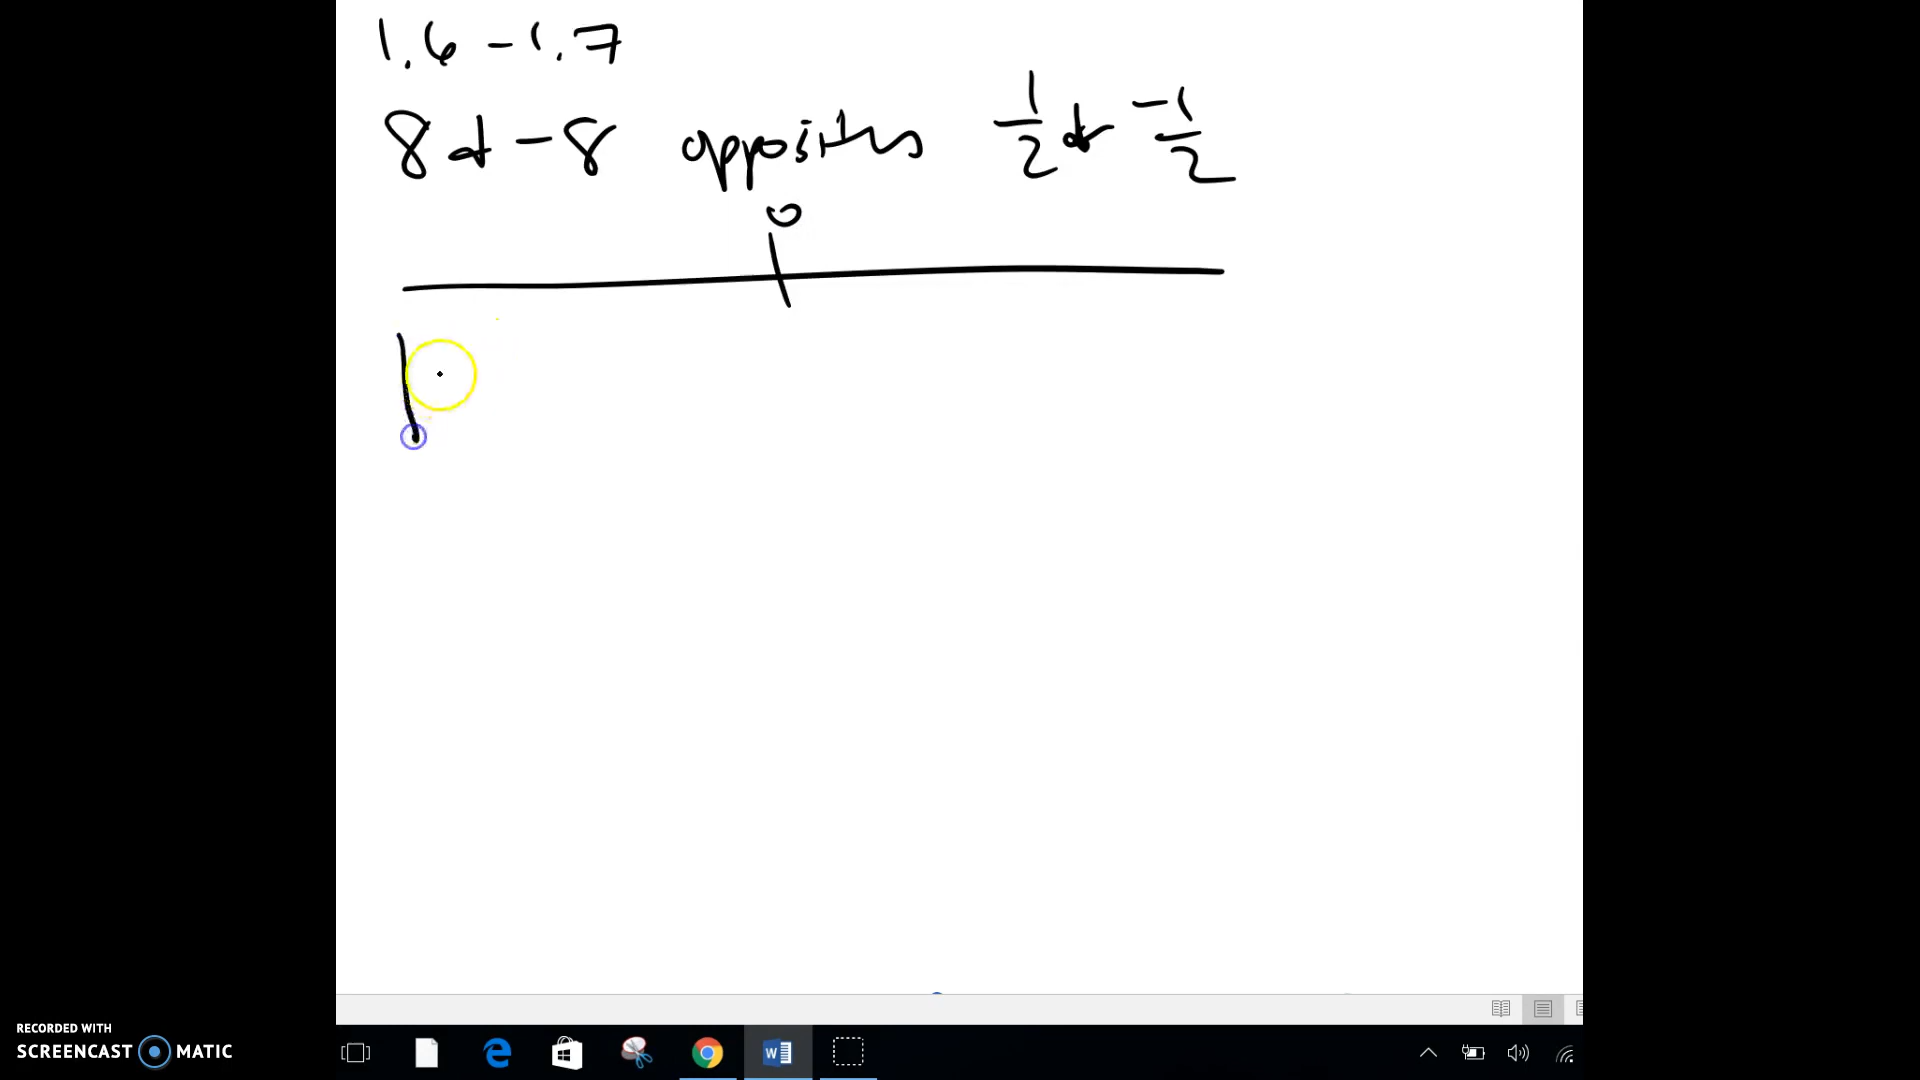 1.6 - 1.7
8 & -8 opposites 1/2 & -1/2
0
RECORDED WITH
SCREENCAST MATIC